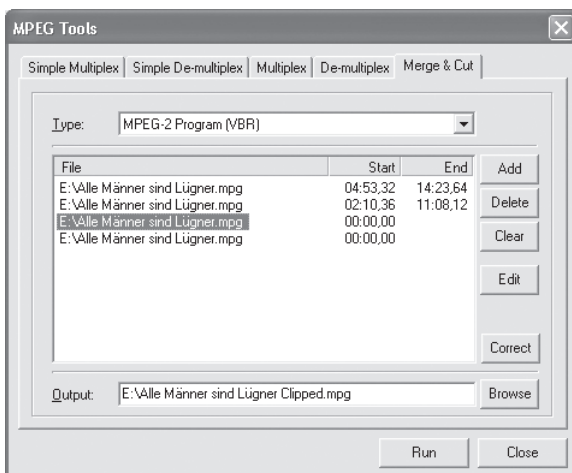 MPEG Tools
Simple Multiplex Simple De-multiplex Multiplex De-multiplex Merge & Cut
Type: MPEG-2 Program (VBR)
File Start End Add
E:\Alle Männer sind Lügner.mpg 04:53,32 14:23,64
E:\Alle Männer sind Lügner.mpg 02:10,36 11:08,12 Delete
E:\Alle Männer sind Lügner.mpg 00:00,00
E:\Alle Männer sind Lügner.mpg 00:00,00 Clear
Edit
Correct
Output: E:\Alle Männer sind Lügner Clipped.mpg Browse
Run Close